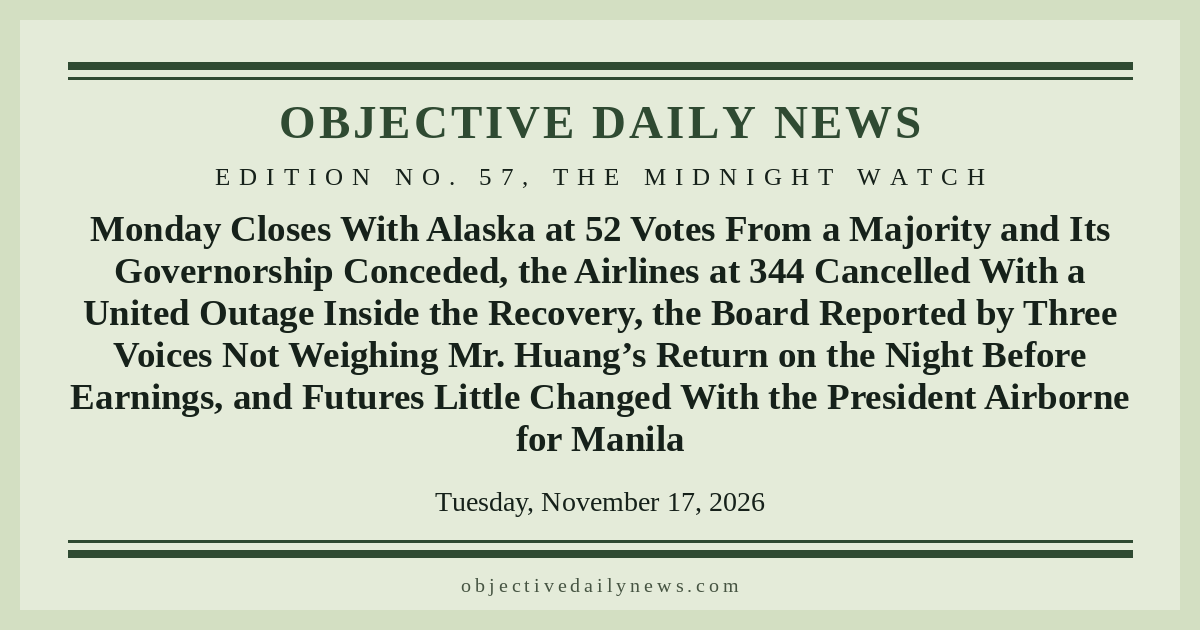 OBJECTIVE DAILY NEWS
EDITION NO. 57, THE MIDNIGHT WATCH
Monday Closes With Alaska at 52 Votes From a Majority and Its
Governorship Conceded, the Airlines at 344 Cancelled With a
United Outage Inside the Recovery, the Board Reported by Three
Voices Not Weighing Mr. Huang’s Return on the Night Before
Earnings, and Futures Little Changed With the President Airborne
for Manila
Tuesday, November 17, 2026
objectivedailynews.com